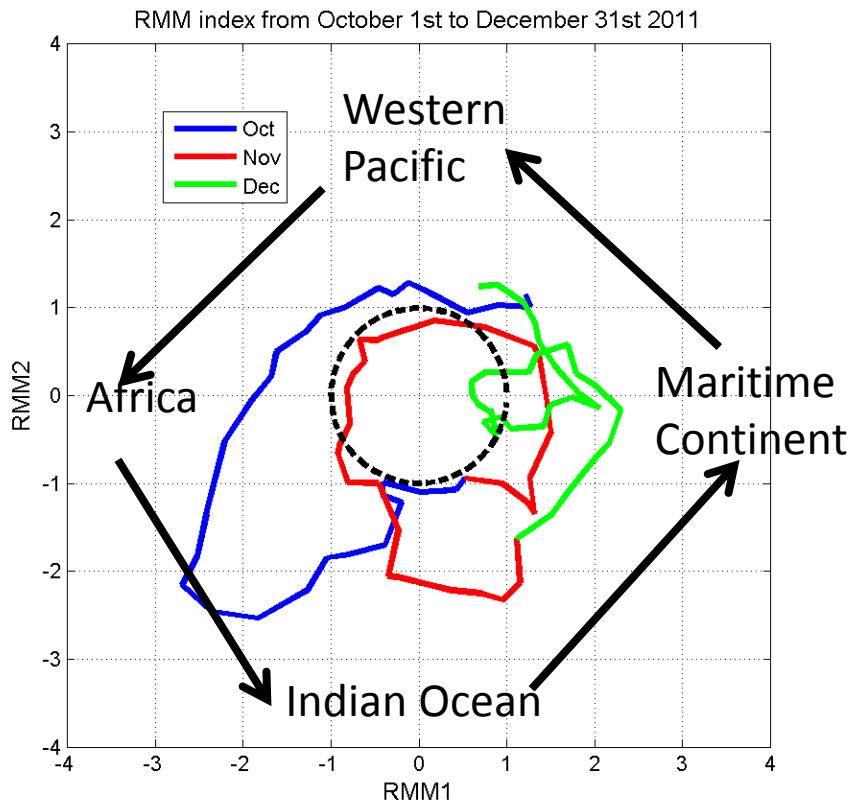 RMM index from October 1st to December 31st 2011
4
3
2
1
0
-1
-2
-3
-4
RMM2
Oct
Nov
Dec
Western
Pacific
Africa
Maritime
Continent
Indian Ocean
-4 -3 -2 -1 0 1 2 3 4
RMM1